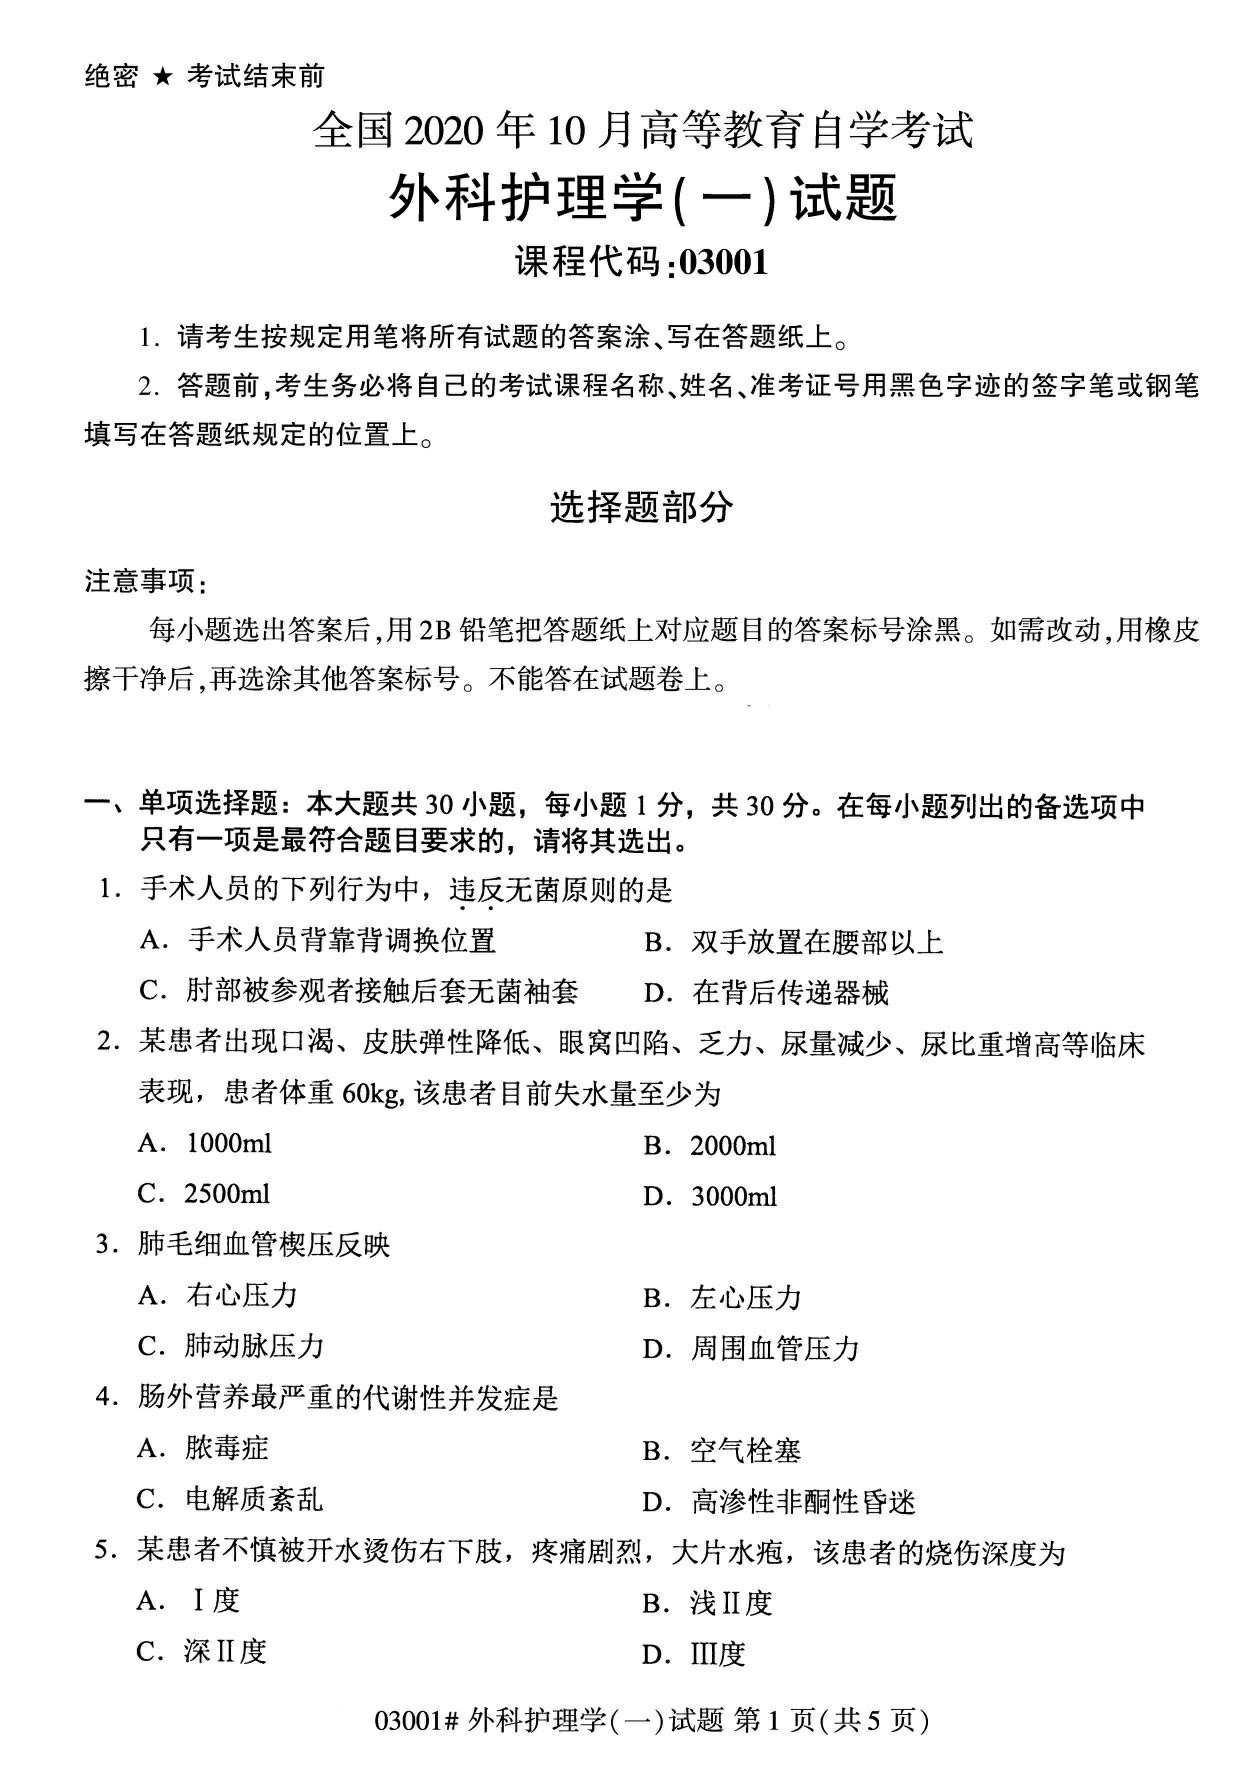 绝密 ★ 考试结束前
全国 2020 年 10 月高等教育自学考试
外科护理学(一)试题
课程代码:03001
1. 请考生按规定用笔将所有试题的答案涂、写在答题纸上。
2. 答题前,考生务必将自己的考试课程名称、姓名、准考证号用黑色字迹的签字笔或钢笔
填写在答题纸规定的位置上。
选择题部分
注意事项:
每小题选出答案后,用 2B 铅笔把答题纸上对应题目的答案标号涂黑。如需改动,用橡皮
擦干净后,再选涂其他答案标号。不能答在试题卷上。
一、单项选择题：本大题共 30 小题，每小题 1 分，共 30 分。在每小题列出的备选项中
只有一项是最符合题目要求的，请将其选出。
1. 手术人员的下列行为中，违反无菌原则的是
A. 手术人员背靠背调换位置 B. 双手放置在腰部以上
C. 肘部被参观者接触后套无菌袖套 D. 在背后传递器械
2. 某患者出现口渴、皮肤弹性降低、眼窝凹陷、乏力、尿量减少、尿比重增高等临床
表现，患者体重 60kg, 该患者目前失水量至少为
A. 1000ml B. 2000ml
C. 2500ml D. 3000ml
3. 肺毛细血管楔压反映
A. 右心压力 B. 左心压力
C. 肺动脉压力 D. 周围血管压力
4. 肠外营养最严重的代谢性并发症是
A. 脓毒症 B. 空气栓塞
C. 电解质紊乱 D. 高渗性非酮性昏迷
5. 某患者不慎被开水烫伤右下肢，疼痛剧烈，大片水疱，该患者的烧伤深度为
A. Ⅰ度 B. 浅Ⅱ度
C. 深Ⅱ度 D. Ⅲ度
03001# 外科护理学(一)试题 第 1 页(共 5 页)